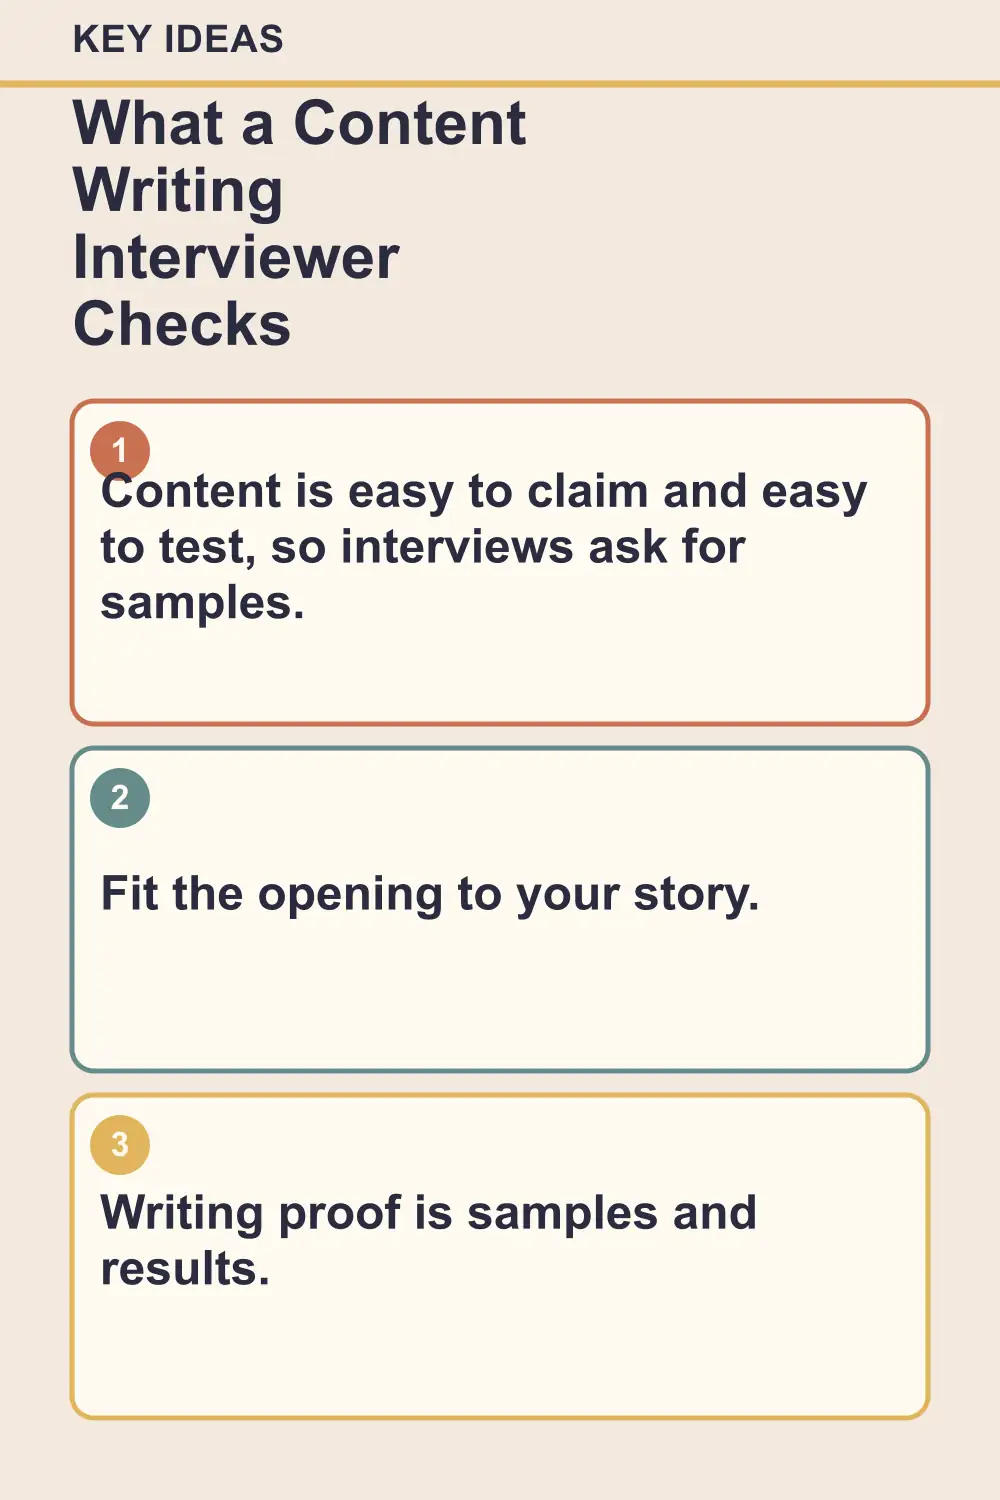 KEY IDEAS
What a Content
Writing
Interviewer
Checks
1
Content is easy to claim and easy
to test, so interviews ask for
samples.
2
Fit the opening to your story.
3
Writing proof is samples and
results.